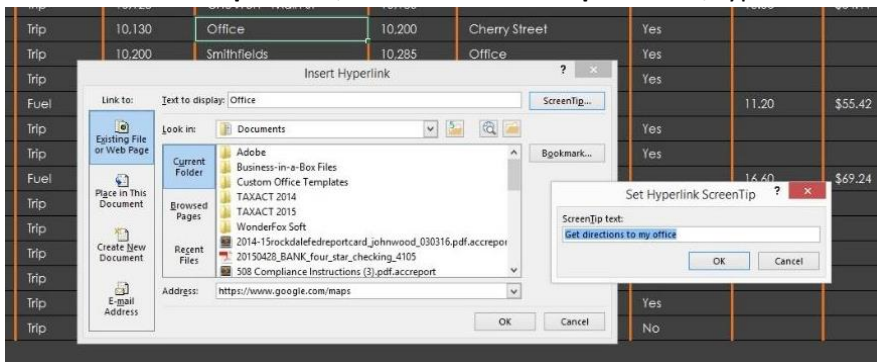 Trip 10,130 Office 10,200 Cherry Street Yes
Trip 10,200 Smithfields 10,285 Office Yes
Trip Yes
Fuel 11.20 $55.42
Trip Yes
Trip Yes
Fuel 16.60 $69.24
Trip
Trip
Trip
Trip
Trip Yes
Trip No
Insert Hyperlink ?
Link to:
Text to display: Office
ScreenTip...
Existing File or Web Page
Place in This Document
Create New Document
E-mail Address
Look in: Documents
Bookmark...
Current Folder
Browsed Pages
Recent Files
Adobe
Business-in-a-Box Files
Custom Office Templates
TAXACT 2014
TAXACT 2015
WonderFox Soft
2014-15rockdalefedreportcard_johnwood_030316.pdf.accrepor
20150428_BANK_four_star_checking_4105
508 Compliance Instructions (3).pdf.accreport
Address: https://www.google.com/maps
OK Cancel
Set Hyperlink ScreenTip ? ×
ScreenTip text:
Get directions to my office
OK Cancel